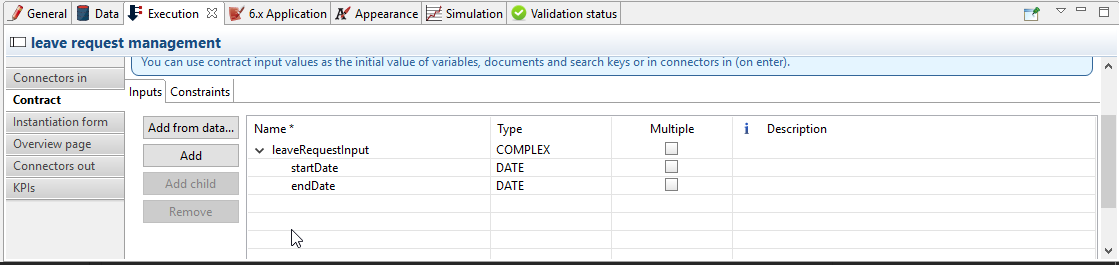 General Data Execution 6.x Application Appearance Simulation Validation status
leave request management
You can use contract input values as the initial value of variables, documents and search keys or in connectors in (on enter).
Connectors in
Contract
Instantiation form
Overview page
Connectors out
KPIs
Inputs Constraints
Add from data...
Add
Add child
Remove
Name * Type Multiple i Description
leaveRequestInput COMPLEX
startDate DATE
endDate DATE